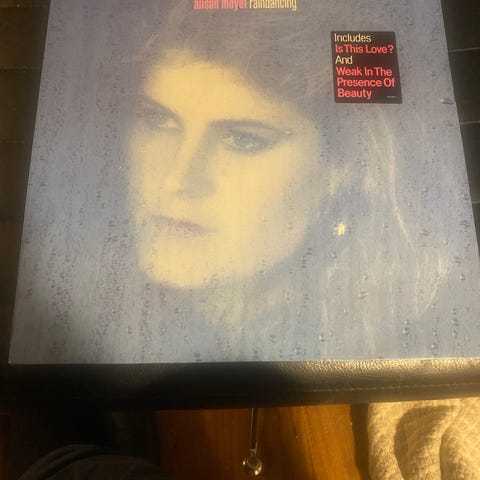 alison moyet raindancing
Includes
Is This Love?
And
Weak In The
Presence Of
Beauty